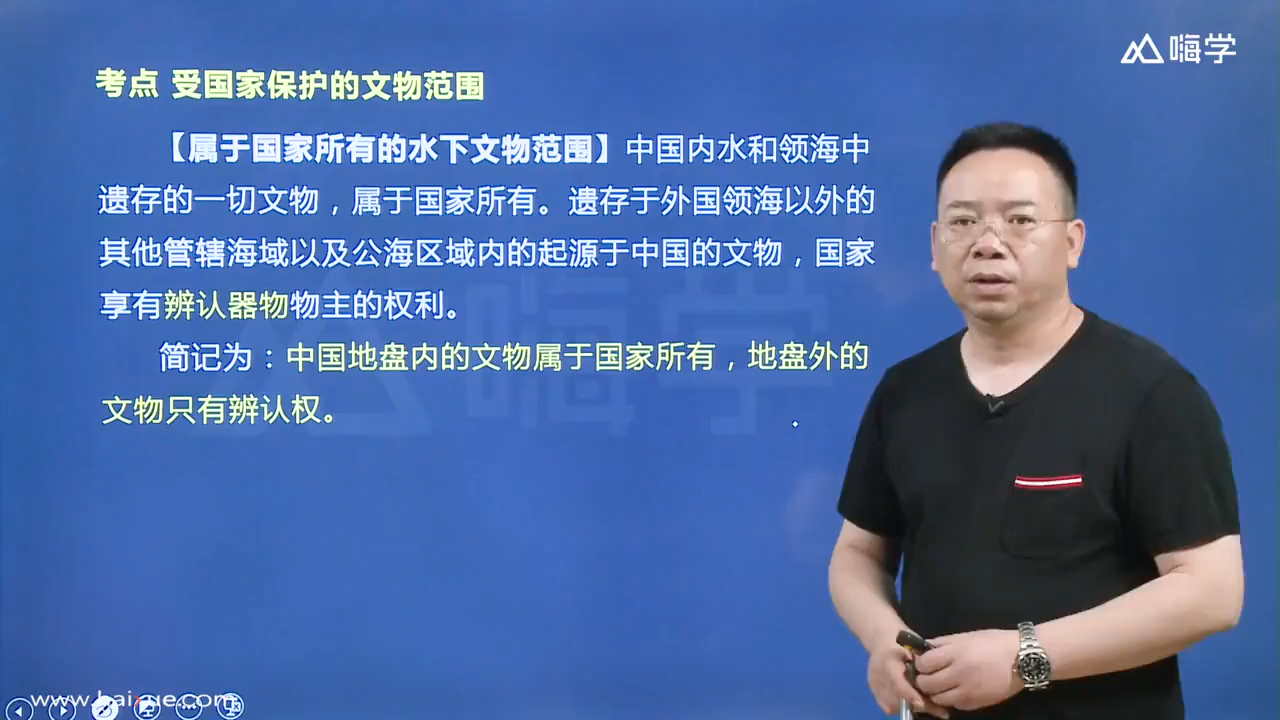 嗨学
考点 受国家保护的文物范围
【属于国家所有的水下文物范围】中国内水和领海中
遗存的一切文物，属于国家所有。遗存于外国领海以外的
其他管辖海域以及公海区域内的起源于中国的文物，国家
享有辨认器物物主的权利。
简记为：中国地盘内的文物属于国家所有，地盘外的
文物只有辨认权。
嗨学
www.haixue.com